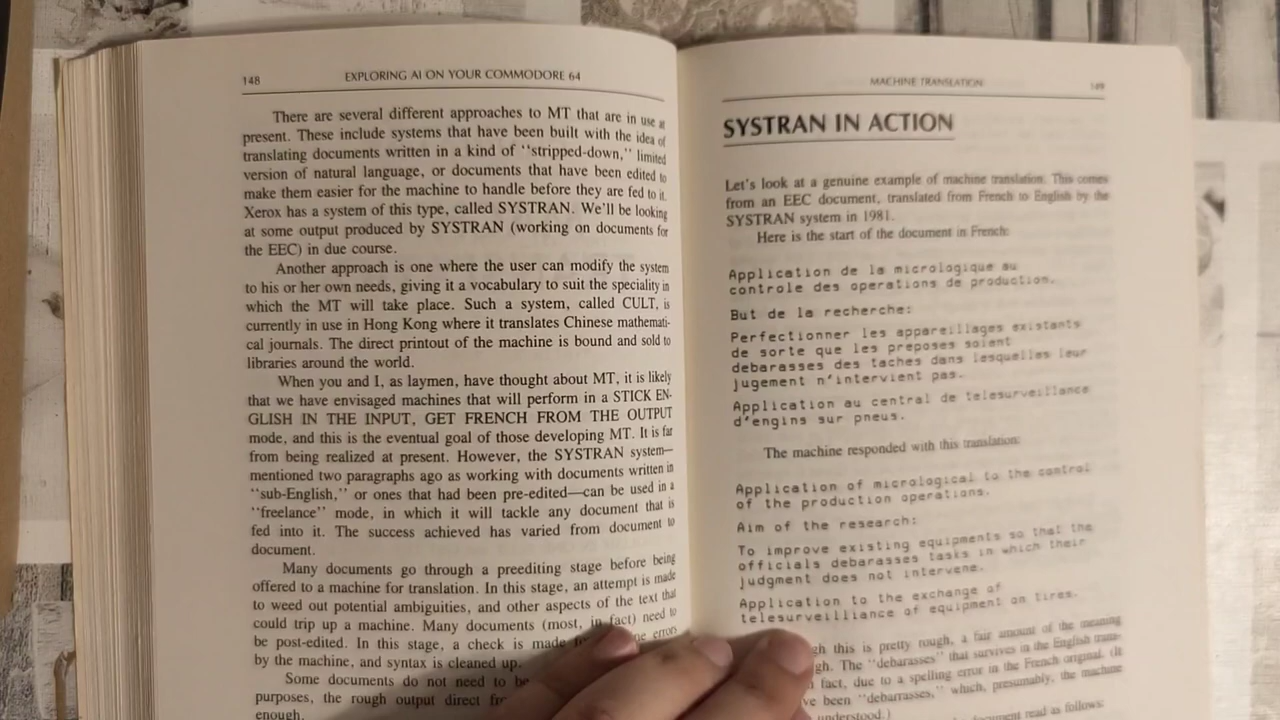 148 EXPLORING AI ON YOUR COMMODORE 64
There are several different approaches to MT that are in use at
present. These include systems that have been built with the idea of
translating documents written in a kind of "stripped-down," limited
version of natural language, or documents that have been edited to
make them easier for the machine to handle before they are fed to it.
Xerox has a system of this type, called SYSTRAN. We'll be looking
at some output produced by SYSTRAN (working on documents for
the EEC) in due course.
Another approach is one where the user can modify the system
to his or her own needs, giving it a vocabulary to suit the speciality in
which the MT will take place. Such a system, called CULT, is
currently in use in Hong Kong where it translates Chinese mathemati-
cal journals. The direct printout of the machine is bound and sold to
libraries around the world.
When you and I, as laymen, have thought about MT, it is likely
that we have envisaged machines that will perform in a STICK EN-
GLISH IN THE INPUT, GET FRENCH FROM THE OUTPUT
mode, and this is the eventual goal of those developing MT. It is far
from being realized at present. However, the SYSTRAN system—
mentioned two paragraphs ago as working with documents written in
"sub-English," or ones that had been pre-edited—can be used in a
"freelance" mode, in which it will tackle any document that is
fed into it. The success achieved has varied from document to
document.
Many documents go through a preediting stage before being
offered to a machine for translation. In this stage, an attempt is made
to weed out potential ambiguities, and other aspects of the text that
could trip up a machine. Many documents (most, in fact) need to
be post-edited. In this stage, a check is made errors
by the machine, and syntax is cleaned up.
Some documents do not need to be
purposes, the rough output direct
enough.
MACHINE TRANSLATION 149
SYSTRAN IN ACTION
Let's look at a genuine example of machine translation. This comes
from an EEC document, translated from French to English by the
SYSTRAN system in 1981.
Here is the start of the document in French:
Application de la micrologique au
controle des operations de production.
But de la recherche:
Perfectionner les appareillages existants
de sorte que les preposes soient
debarasses des taches dans lesquelles leur
jugement n'intervient pas.
Application au central de telesurveillance
d'engins sur pneus.
The machine responded with this translation:
Application of micrological to the control
of the production operations.
Aim of the research:
To improve existing equipments so that the
officials debarasses tasks in which their
judgment does not intervene.
Application to the exchange of
telesurveilliance of equipment on tires.
this is pretty rough, a fair amount of the meaning
The "debarasses" that survives in the English trans-
fact, due to a spelling error in the French original. (It
been "debarrasses," which, presumably, the machine
understood.)
document read as follows: